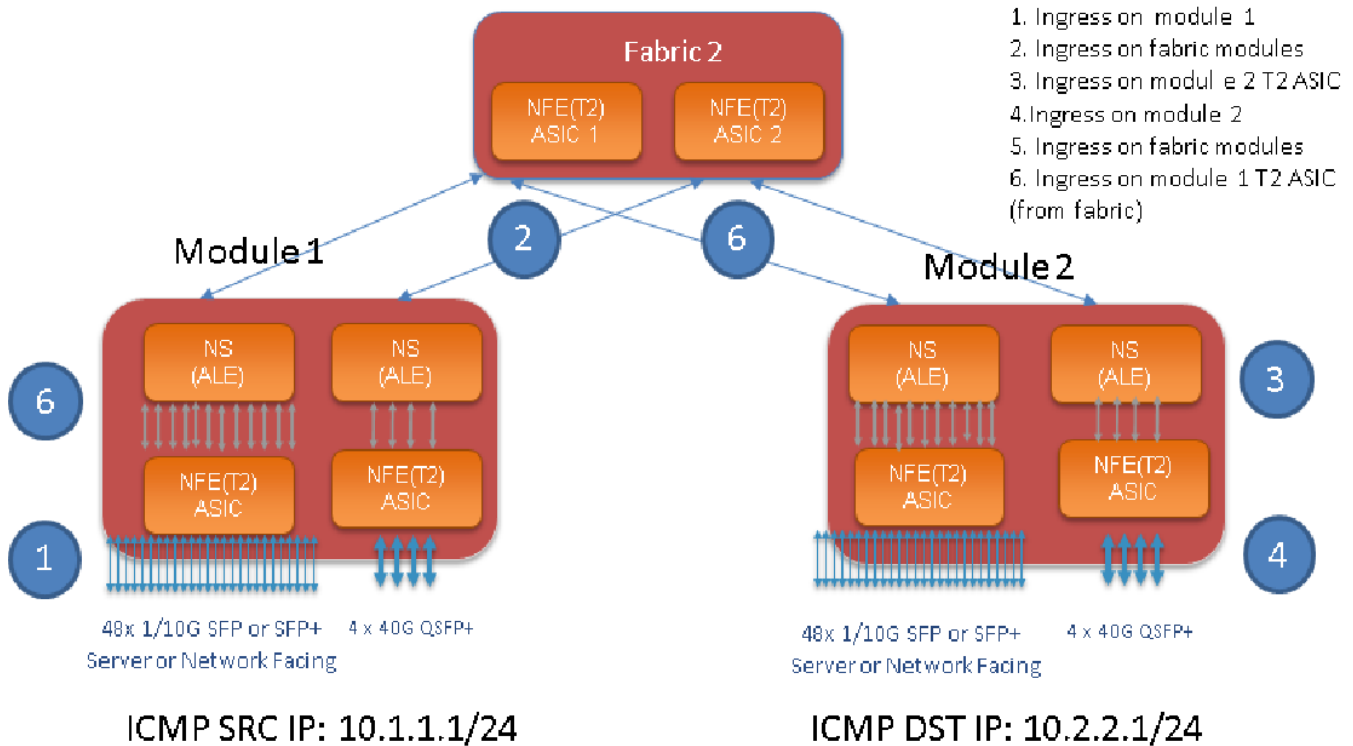 1. Ingress on module 1
2. Ingress on fabric modules
3. Ingress on modul e 2 T2 ASIC
4.Ingress on module 2
5. Ingress on fabric modules
6. Ingress on module 1 T2 ASIC
(from fabric)
Fabric 2
NFE(T2)
ASIC 1
NFE(T2)
ASIC 2
2
6
Module 1
Module 2
NS
(ALE)
NS
(ALE)
NFE(T2)
ASIC
NFE(T2)
ASIC
6
1
NS
(ALE)
NS
(ALE)
NFE(T2)
ASIC
NFE(T2)
ASIC
3
4
48x 1/10G SFP or SFP+
Server or Network Facing
4 x 40G QSFP+
48x 1/10G SFP or SFP+
Server or Network Facing
4 x 40G QSFP+
ICMP SRC IP: 10.1.1.1/24
ICMP DST IP: 10.2.2.1/24